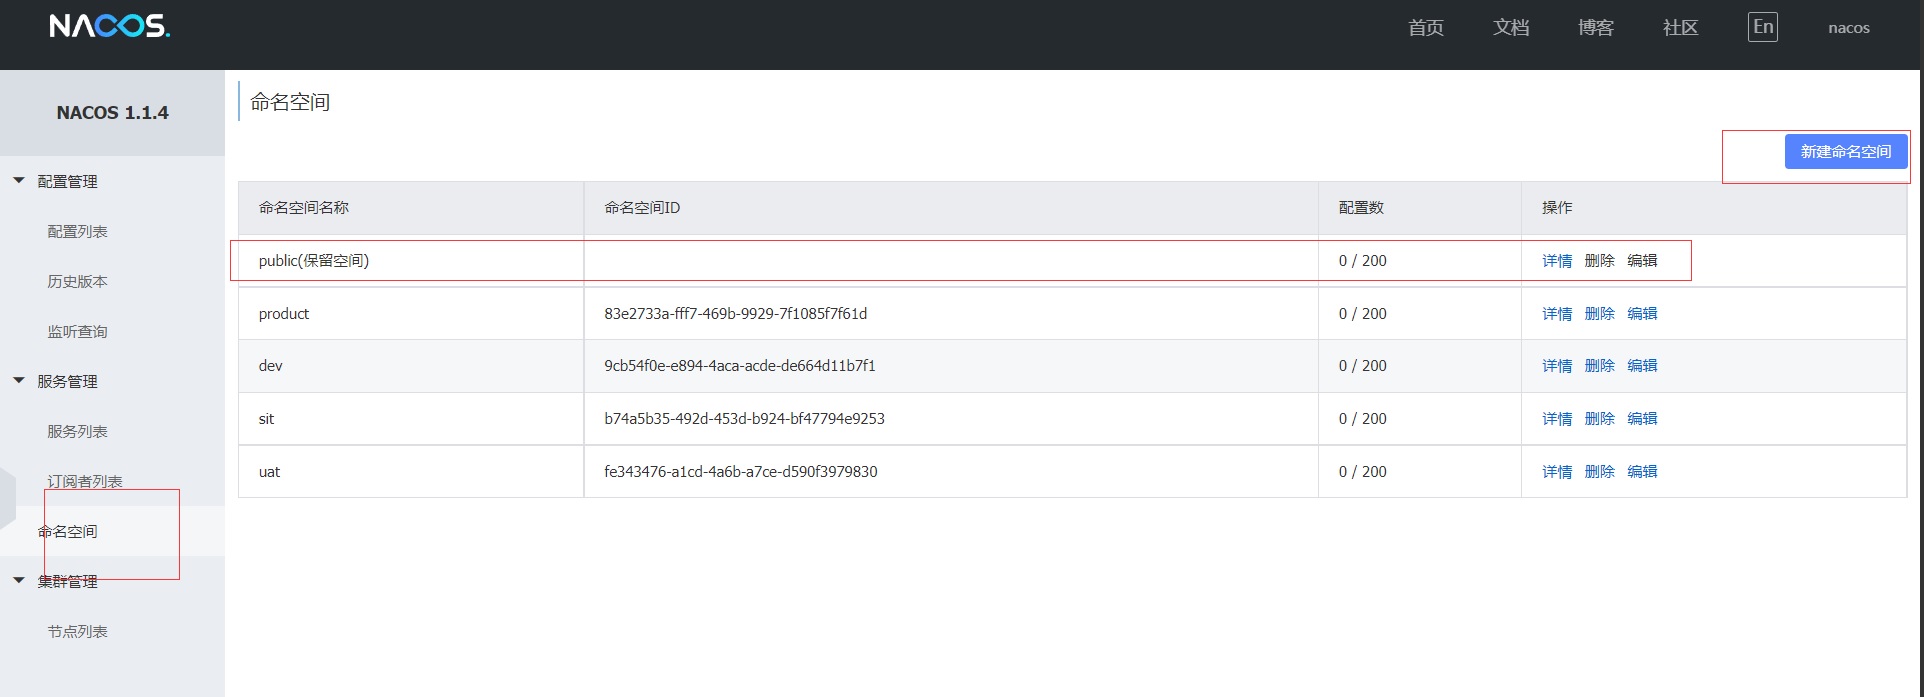 NACOS. 首页 文档 博客 社区 En nacos
NACOS 1.1.4
配置管理
配置列表
历史版本
监听查询
服务管理
服务列表
订阅者列表
命名空间
集群管理
节点列表
命名空间
新建命名空间
命名空间名称 命名空间ID 配置数 操作
public(保留空间) 0 / 200 详情 删除 编辑
product 83e2733a-fff7-469b-9929-7f1085f7f61d 0 / 200 详情 删除 编辑
dev 9cb54f0e-e894-4aca-acde-de664d11b7f1 0 / 200 详情 删除 编辑
sit b74a5b35-492d-453d-b924-bf47794e9253 0 / 200 详情 删除 编辑
uat fe343476-a1cd-4a6b-a7ce-d590f3979830 0 / 200 详情 删除 编辑